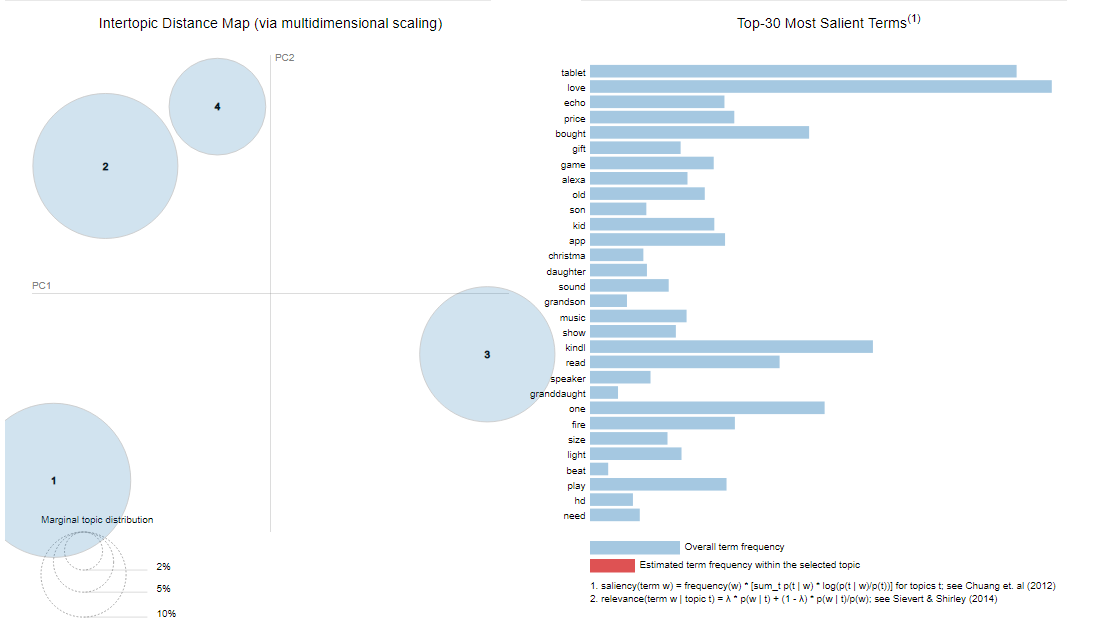 Intertopic Distance Map (via multidimensional scaling)
PC2
PC1
4
2
3
1
Marginal topic distribution
2%
5%
10%
Top-30 Most Salient Terms(1)
tablet
love
echo
price
bought
gift
game
alexa
old
son
kid
app
christma
daughter
sound
grandson
music
show
kindl
read
speaker
granddaught
one
fire
size
light
beat
play
hd
need
Overall term frequency
Estimated term frequency within the selected topic
1. saliency(term w) = frequency(w) * [sum_t p(t | w) * log(p(t | w)/p(t))] for topics t; see Chuang et. al (2012)
2. relevance(term w | topic t) = λ * p(w | t) + (1 - λ) * p(w | t)/p(w); see Sievert & Shirley (2014)